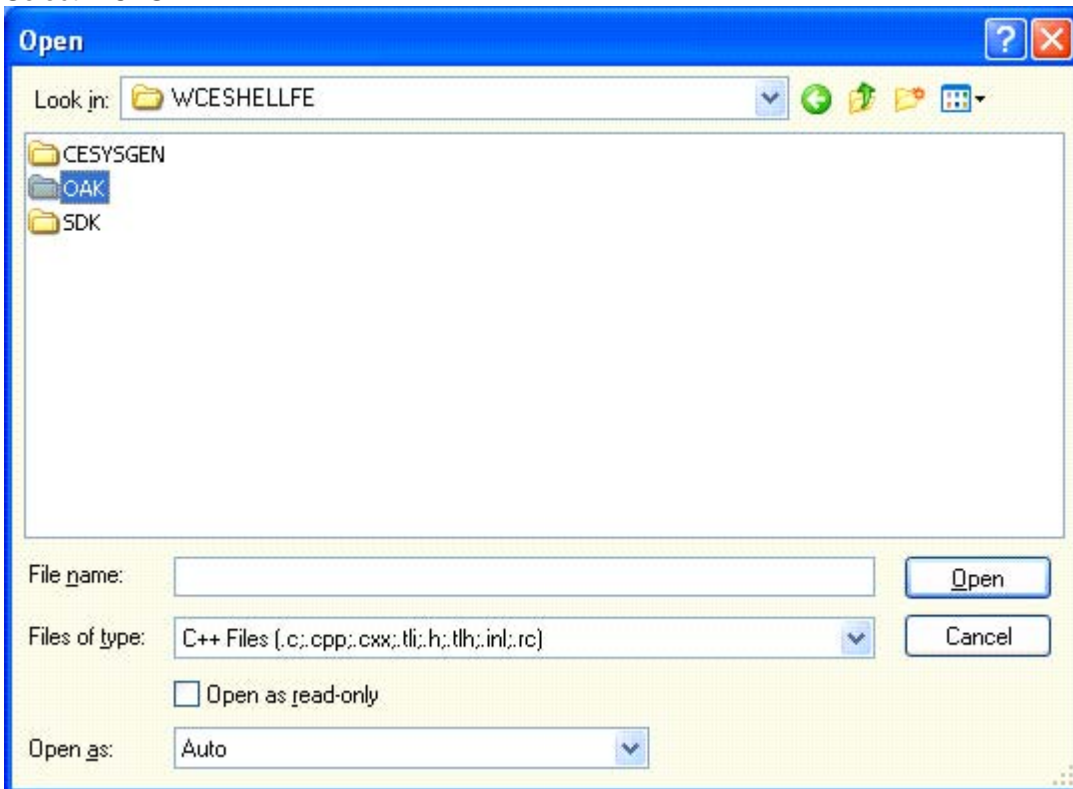 Open
Look in: WCESHELLFE
CESYSGEN
OAK
SDK
File name:
Open
Files of type: C++ Files (.c;.cpp;.cxx;.tli;.h;.tlh;.inl;.rc)
Cancel
Open as read-only
Open as: Auto